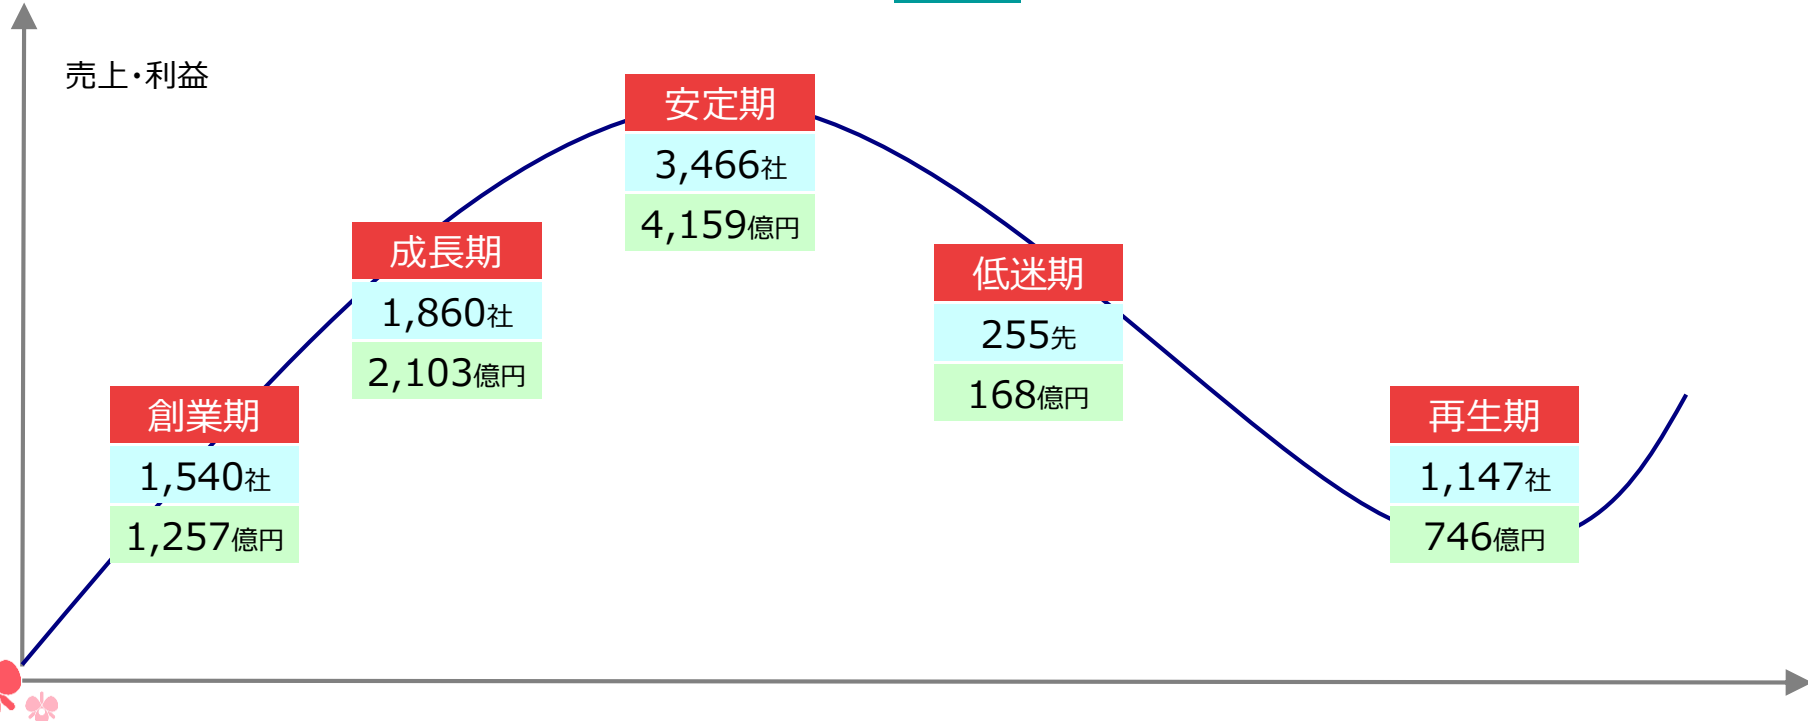 売上・利益
安定期
3,466社
4,159億円
成長期
1,860社
2,103億円
低迷期
255先
168億円
創業期
1,540社
1,257億円
再生期
1,147社
746億円